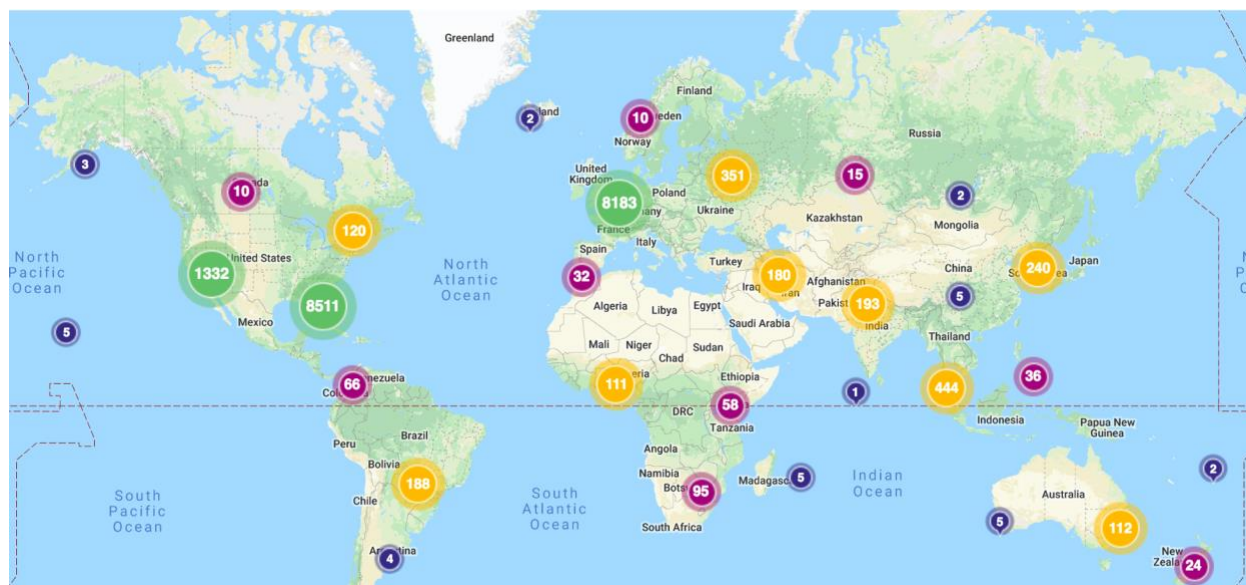 Greenland
2
Finland
10
Norway
Russia
3
United
Kingdom
10
8183
Poland
351
15
2
Ukraine
Kazakhstan
Mongolia
120
France
Spain
Italy
North
Pacific
Ocean
1332
United States
North
Atlantic
Ocean
32
Turkey
180
Afghanistan
China
240
Japan
8511
Mexico
Algeria
Libya
Egypt
Iraq
193
India
5
5
Saudi Arabia
Mali
Niger
Chad
Sudan
Thailand
66
111
Ethiopia
1
444
36
58
DRC
Tanzania
Indonesia
Papua New
Guinea
Peru
Brazil
Angola
Bolivia
188
Namibia
95
5
Indian
Ocean
2
South
Pacific
Ocean
Chile
South
Atlantic
Ocean
South Africa
Australia
5
112
4
New
24